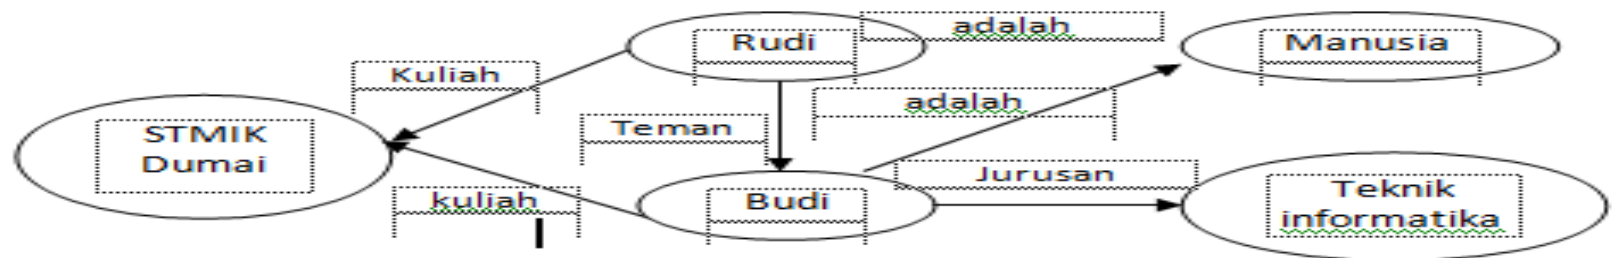 Rudi
adalah
Manusia
Kuliah
adalah
STMIK
Dumai
Teman
Jurusan
kuliah
Budi
Teknik
informatika